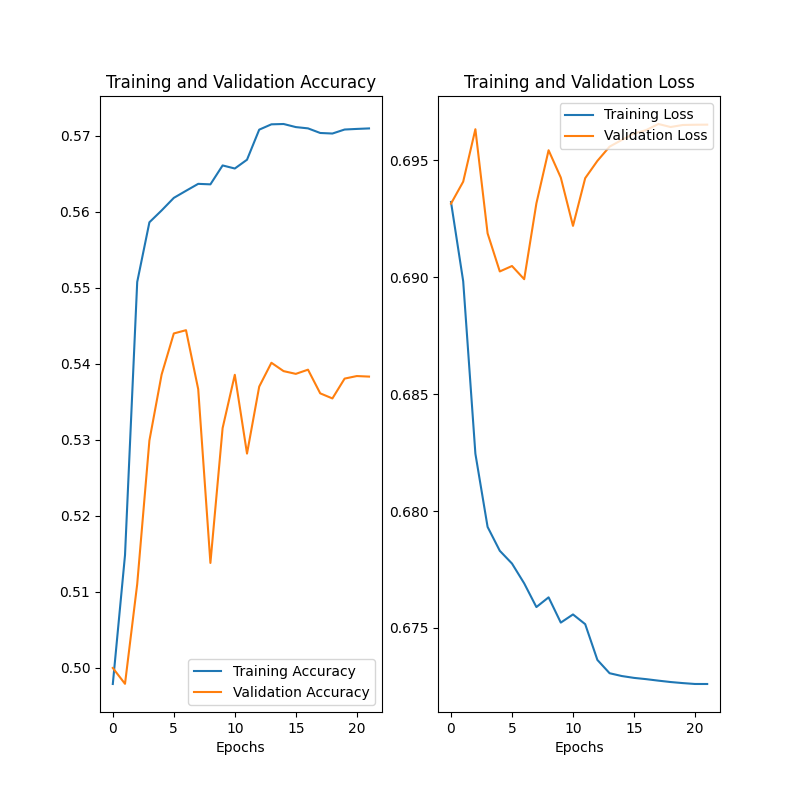 Training and Validation Accuracy
0.57
0.56
0.55
0.54
0.53
0.52
0.51
0.50
Training Accuracy
Validation Accuracy
0 5 10 15 20
Epochs
Training and Validation Loss
Training Loss
Validation Loss
0.695
0.690
0.685
0.680
0.675
0 5 10 15 20
Epochs